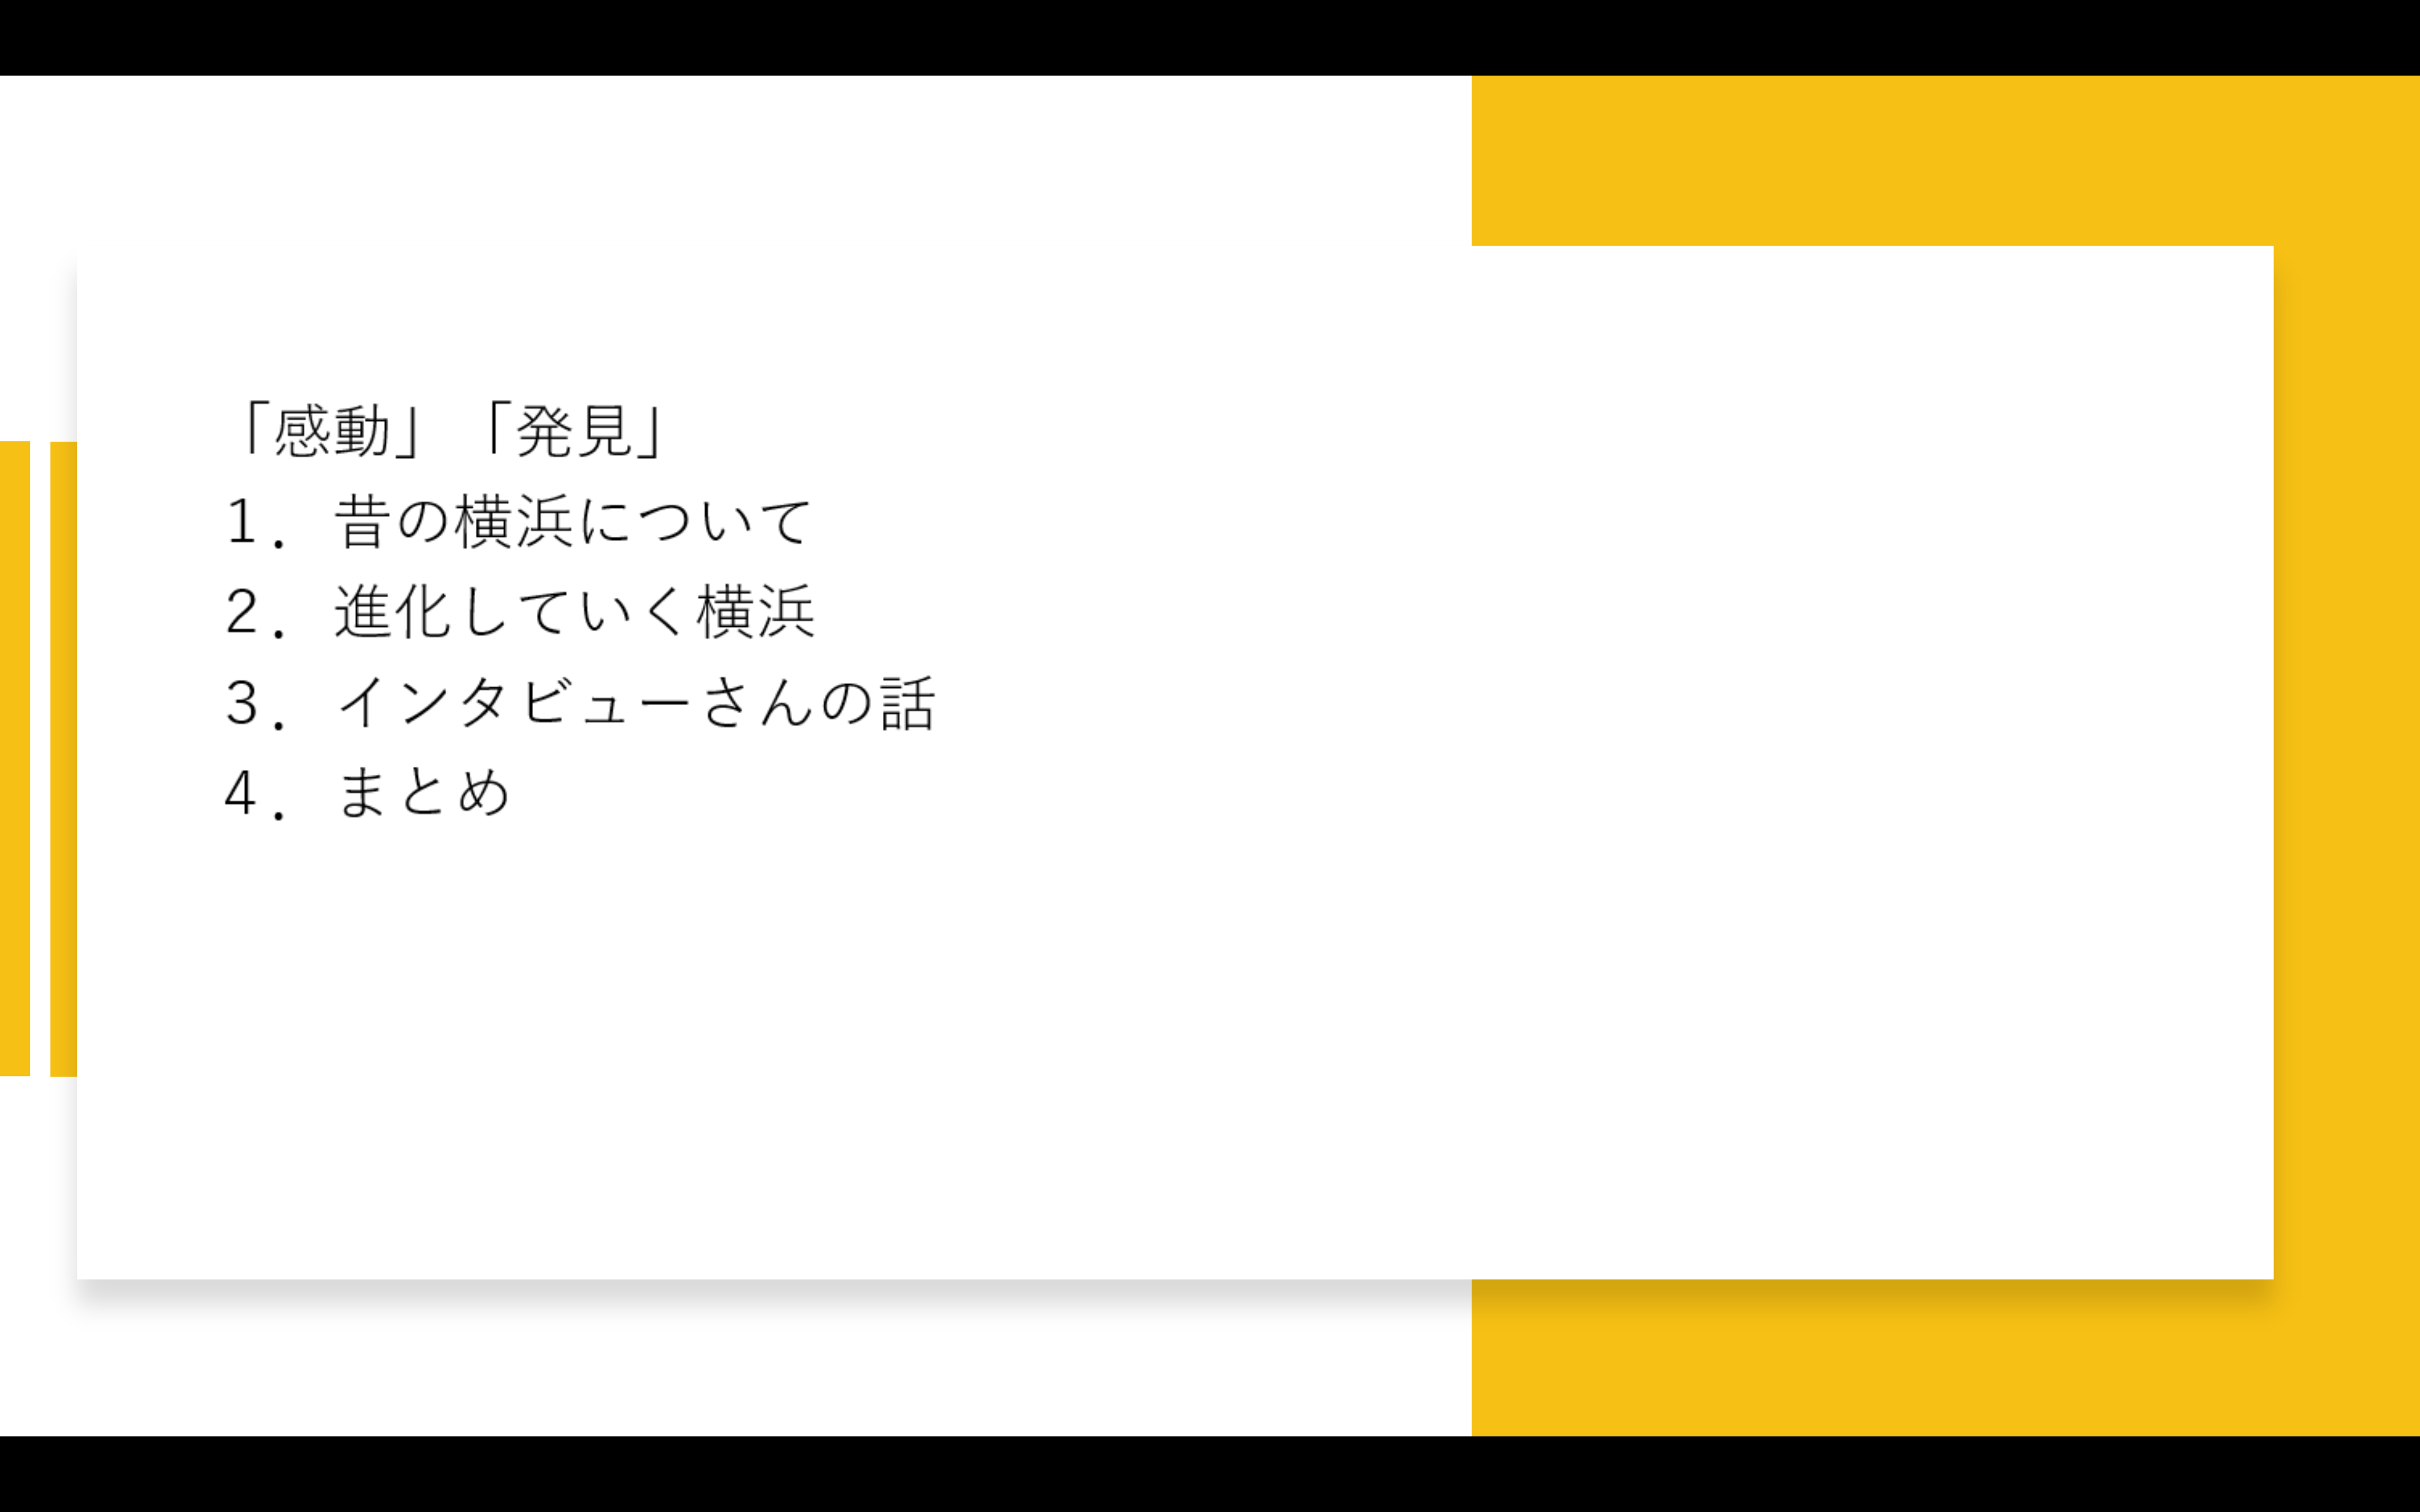 「感動」「発見」
1．昔の横浜について
2．進化していく横浜
3．インタビューさんの話
4．まとめ